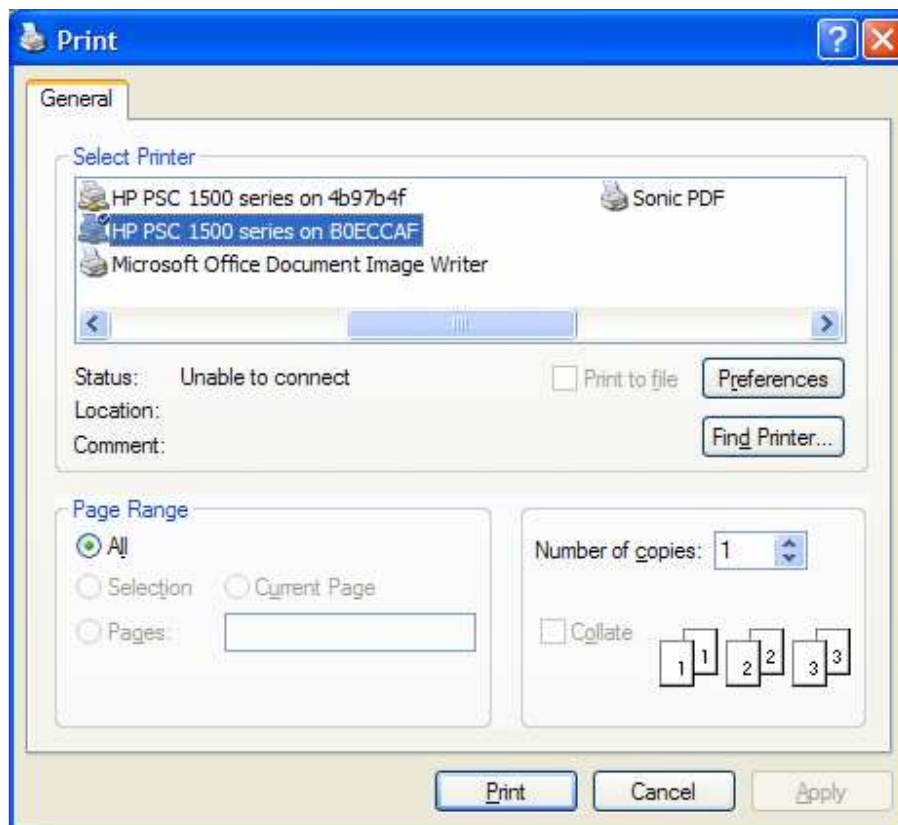 Print
General
Select Printer
HP PSC 1500 series on 4b97b4f Sonic PDF
HP PSC 1500 series on B0ECCAF
Microsoft Office Document Image Writer
Status: Unable to connect Print to file Preferences
Location:
Comment: Find Printer...
Page Range
All
Number of copies: 1
Selection Current Page
Pages: Collate
1 1 2 2 3 3
Print Cancel Apply